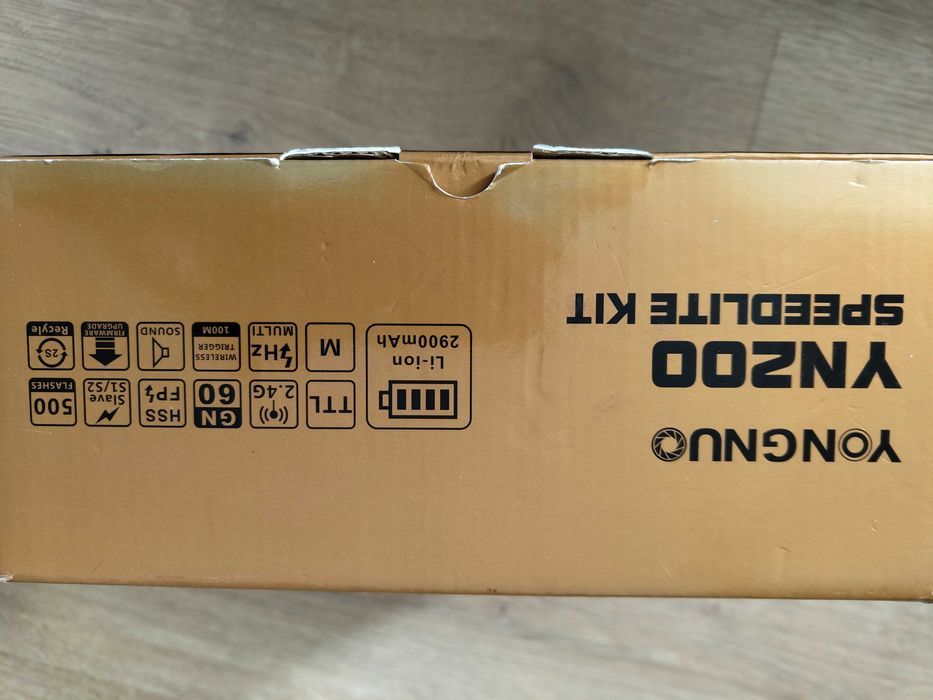 YONGNUO
YN200
SPEEDLITE KIT
Li-ion
2900mAh
TTL
2.4G
GN
60
HSS
FP
Slave
S1/S2
500
FLASHES
M
Hz
MULTI
WIRELESS
TRIGGER
100M
SOUND
FIRMWARE
UPGRADE
2S
Recyle